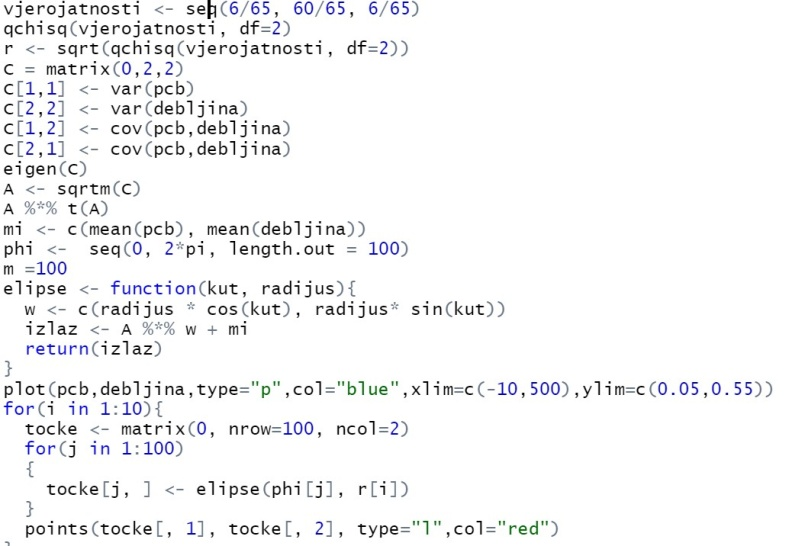 vjerojatnosti <- seq(6/65, 60/65, 6/65)
qchisq(vjerojatnosti, df=2)
r <- sqrt(qchisq(vjerojatnosti, df=2))
C = matrix(0,2,2)
C[1,1] <- var(pcb)
C[2,2] <- var(debljina)
C[1,2] <- cov(pcb,debljina)
C[2,1] <- cov(pcb,debljina)
eigen(C)
A <- sqrtm(C)
A %*% t(A)
mi <- c(mean(pcb), mean(debljina))
phi <-  seq(0, 2*pi, length.out = 100)
m =100
elipse <- function(kut, radijus){
  w <- c(radijus * cos(kut), radijus* sin(kut))
  izlaz <- A %*% w + mi
  return(izlaz)
}
plot(pcb,debljina,type="p",col="blue",xlim=c(-10,500),ylim=c(0.05,0.55))
for(i in 1:10){
  tocke <- matrix(0, nrow=100, ncol=2)
  for(j in 1:100)
  {
    tocke[j, ] <- elipse(phi[j], r[i])
  }
  points(tocke[, 1], tocke[, 2], type="l",col="red")
}